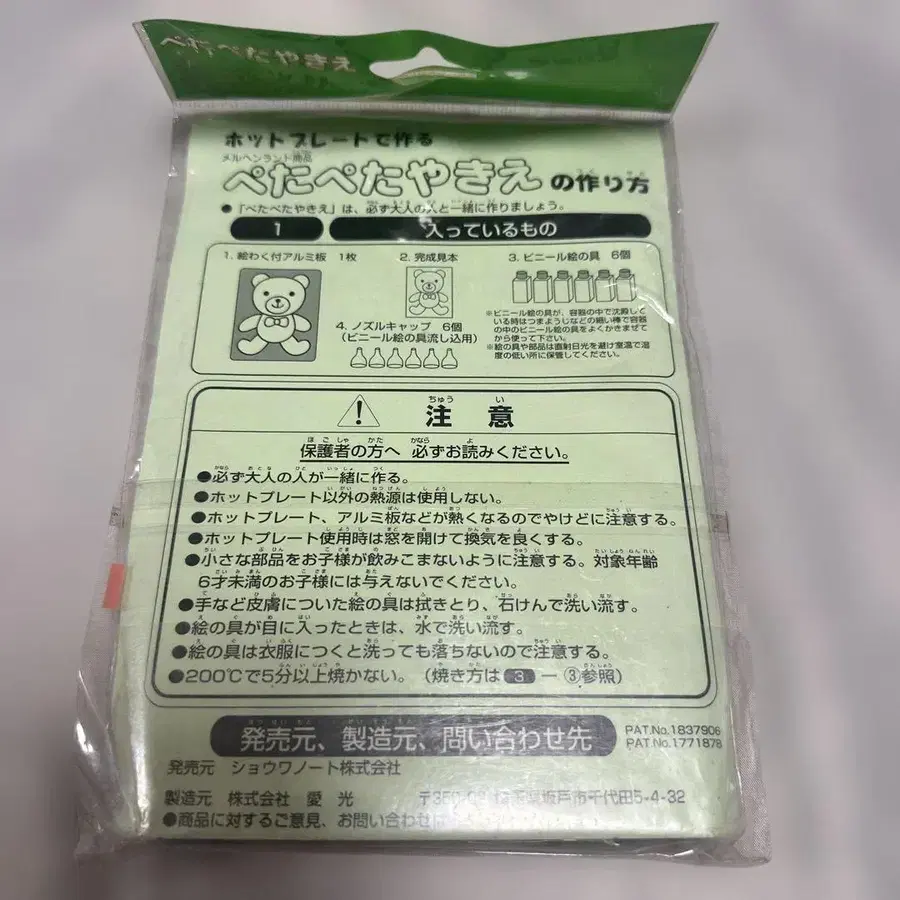 ぺたぺたやきえ
ホットプレートで作る
メルヘンランド商品
ぺたぺたやきえの作り方
●「ぺたぺたやきえ」は、必ず大人の人と一緒に作りましょう。
1 入っているもの
1. 絵わく付アルミ板 1枚
2. 完成見本
3. ビニール絵の具 6個
※ビニール絵の具が、容器の中で沈殿して
いる時はつまようじなどの細い棒で容器
の中のビニール絵の具をよくかきまぜて
から使って下さい。
※絵の具や部品は直射日光を避け室温で湿
度の低い所に保管してください。
4. ノズルキャップ 6個
(ビニール絵の具流し込用)
注意
保護者の方へ 必ずお読みください。
●必ず大人の人が一緒に作る。
●ホットプレート以外の熱源は使用しない。
●ホットプレート、アルミ板などが熱くなるのでやけどに注意する。
●ホットプレート使用時は窓を開けて換気を良くする。
●小さな部品をお子様が飲みこまないように注意する。対象年齢
6才未満のお子様には与えないでください。
●手など皮膚についた絵の具は拭きとり、石けんで洗い流す。
●絵の具が目に入ったときは、水で洗い流す。
●絵の具は衣服につくと洗っても落ちないので注意する。
●200℃で5分以上焼かない。(焼き方は 3 ー ③参照)
発売元、製造元、問い合わせ先
PAT.No.1837906
PAT.No.1771878
発売元 ショウワノート株式会社
製造元 株式会社 愛光 坂戸市千代田5-4-32
●商品に対するご意見、お問い合わせは